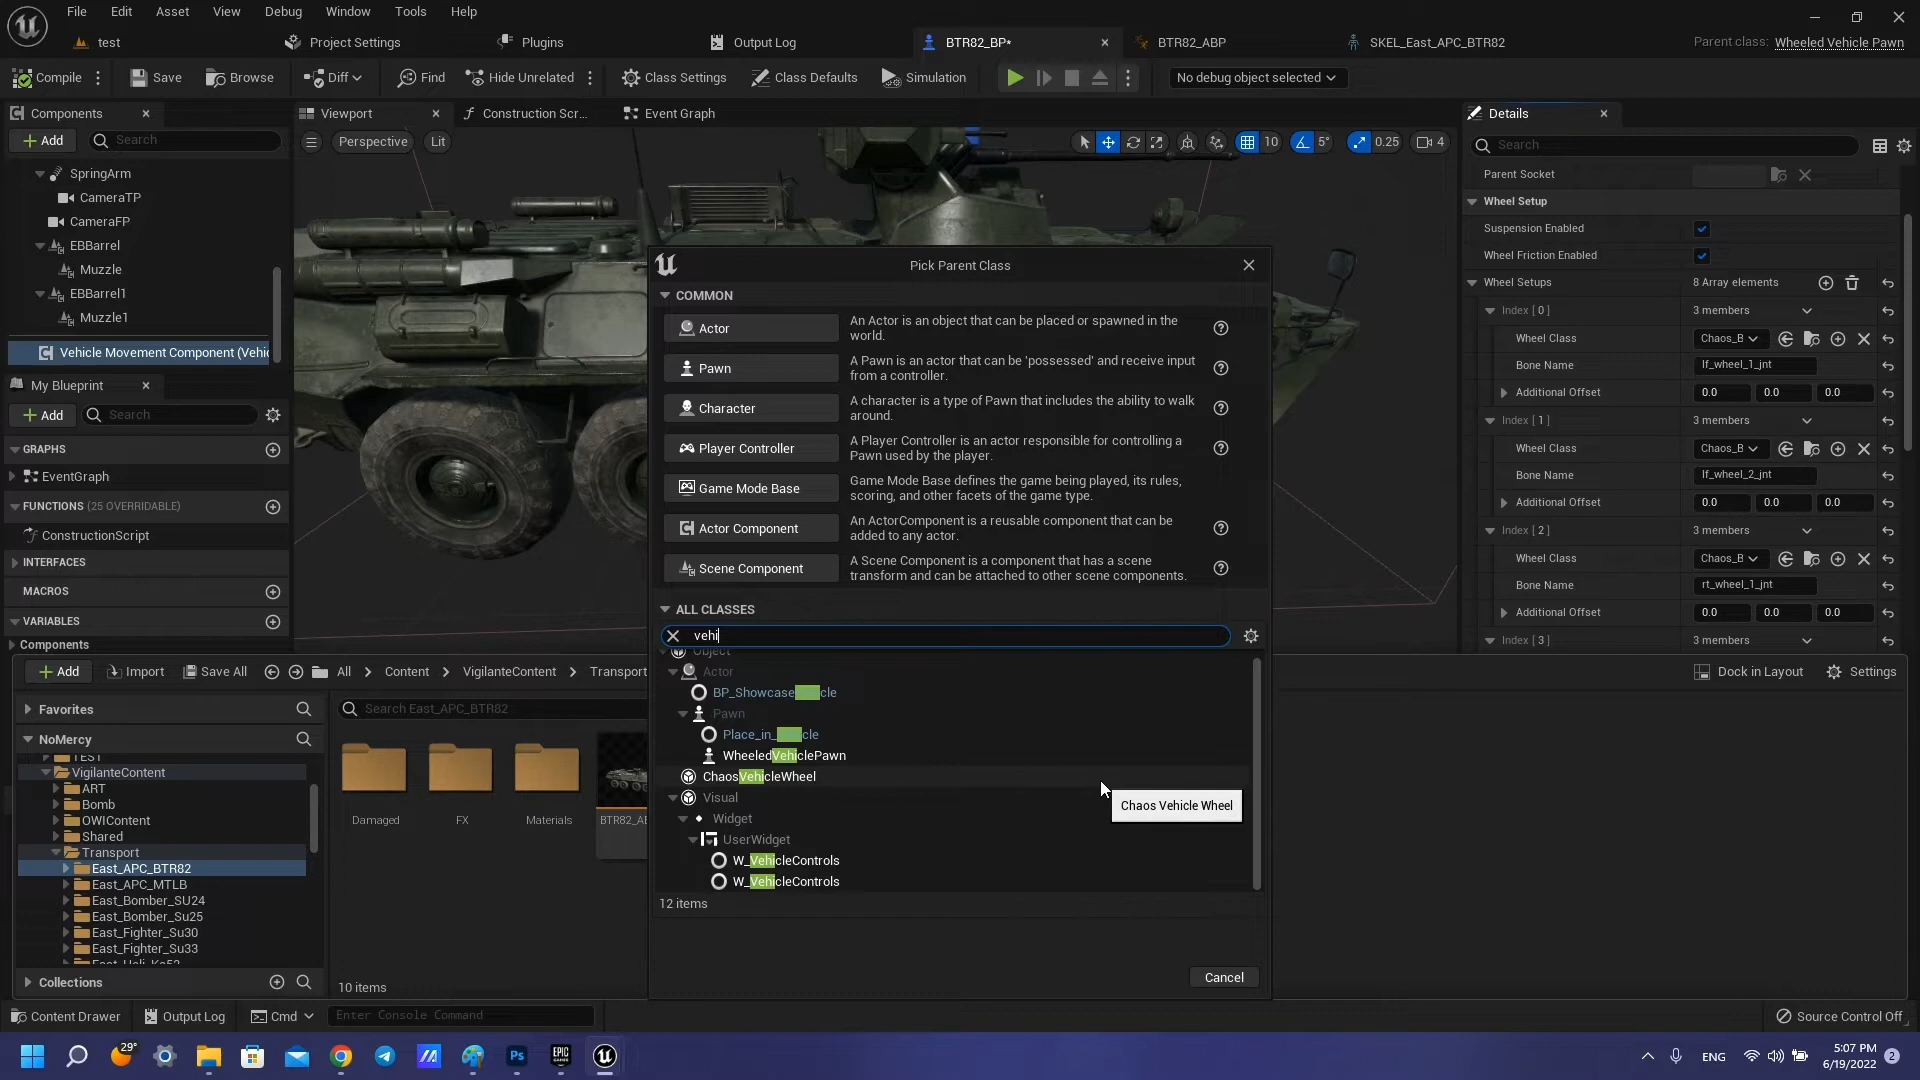 File Edit Asset View Debug Window Tools Help
test Project Settings Plugins Output Log BTR82_BP* BTR82_ABP SKEL_East_APC_BTR82 Parent class: Wheeled Vehicle Pawn
Compile Save Browse Diff Find Hide Unrelated Class Settings Class Defaults Simulation No debug object selected
Components
Add Search
SpringArm
CameraTP
CameraFP
EBBarrel
Muzzle
EBBarrel1
Muzzle1
Vehicle Movement Component (Vehic
My Blueprint
Add Search
GRAPHS
EventGraph
FUNCTIONS (25 OVERRIDABLE)
ConstructionScript
INTERFACES
MACROS
VARIABLES
Components
Viewport Construction Scr... Event Graph
Perspective Lit 10 5° 0.25 4
Pick Parent Class
COMMON
Actor An Actor is an object that can be placed or spawned in the
world.
Pawn A Pawn is an actor that can be 'possessed' and receive input
from a controller.
Character A character is a type of Pawn that includes the ability to walk
around.
Player Controller A Player Controller is an actor responsible for controlling a
Pawn used by the player.
Game Mode Base Game Mode Base defines the game being played, its rules,
scoring, and other facets of the game type.
Actor Component An ActorComponent is a reusable component that can be
added to any actor.
Scene Component A Scene Component is a component that has a scene
transform and can be attached to other scene components.
ALL CLASSES
vehi
Object
Actor
BP_ShowcaseVehicle
Pawn
Place_in_Vehicle
WheeledVehiclePawn
ChaosVehicleWheel
Visual
Widget
UserWidget
W_VehicleControls
W_VehicleControls
12 items
Cancel
Chaos Vehicle Wheel
Details
Search
Parent Socket
Wheel Setup
Suspension Enabled
Wheel Friction Enabled
Wheel Setups 8 Array elements
Index [ 0 ] 3 members
Wheel Class Chaos_B
Bone Name lf_wheel_1_jnt
Additional Offset 0.0 0.0 0.0
Index [ 1 ] 3 members
Wheel Class Chaos_B
Bone Name lf_wheel_2_jnt
Additional Offset 0.0 0.0 0.0
Index [ 2 ] 3 members
Wheel Class Chaos_B
Bone Name rt_wheel_1_jnt
Additional Offset 0.0 0.0 0.0
Index [ 3 ] 3 members
Add Import Save All All Content VigilanteContent Transport Dock in Layout Settings
Favorites
NoMercy
TEST
VigilanteContent
ART
Bomb
OWIContent
Shared
Transport
East_APC_BTR82
East_APC_MTLB
East_Bomber_SU24
East_Bomber_Su25
East_Fighter_Su30
East_Fighter_Su33
East_Heli_Ka52
Collections
Search East_APC_BTR82
Damaged FX Materials BTR82_AB
10 items
Content Drawer Output Log Cmd Enter Console Command Source Control Off
29° Ps EPIC GAMES ENG 5:07 PM
6/19/2022 2